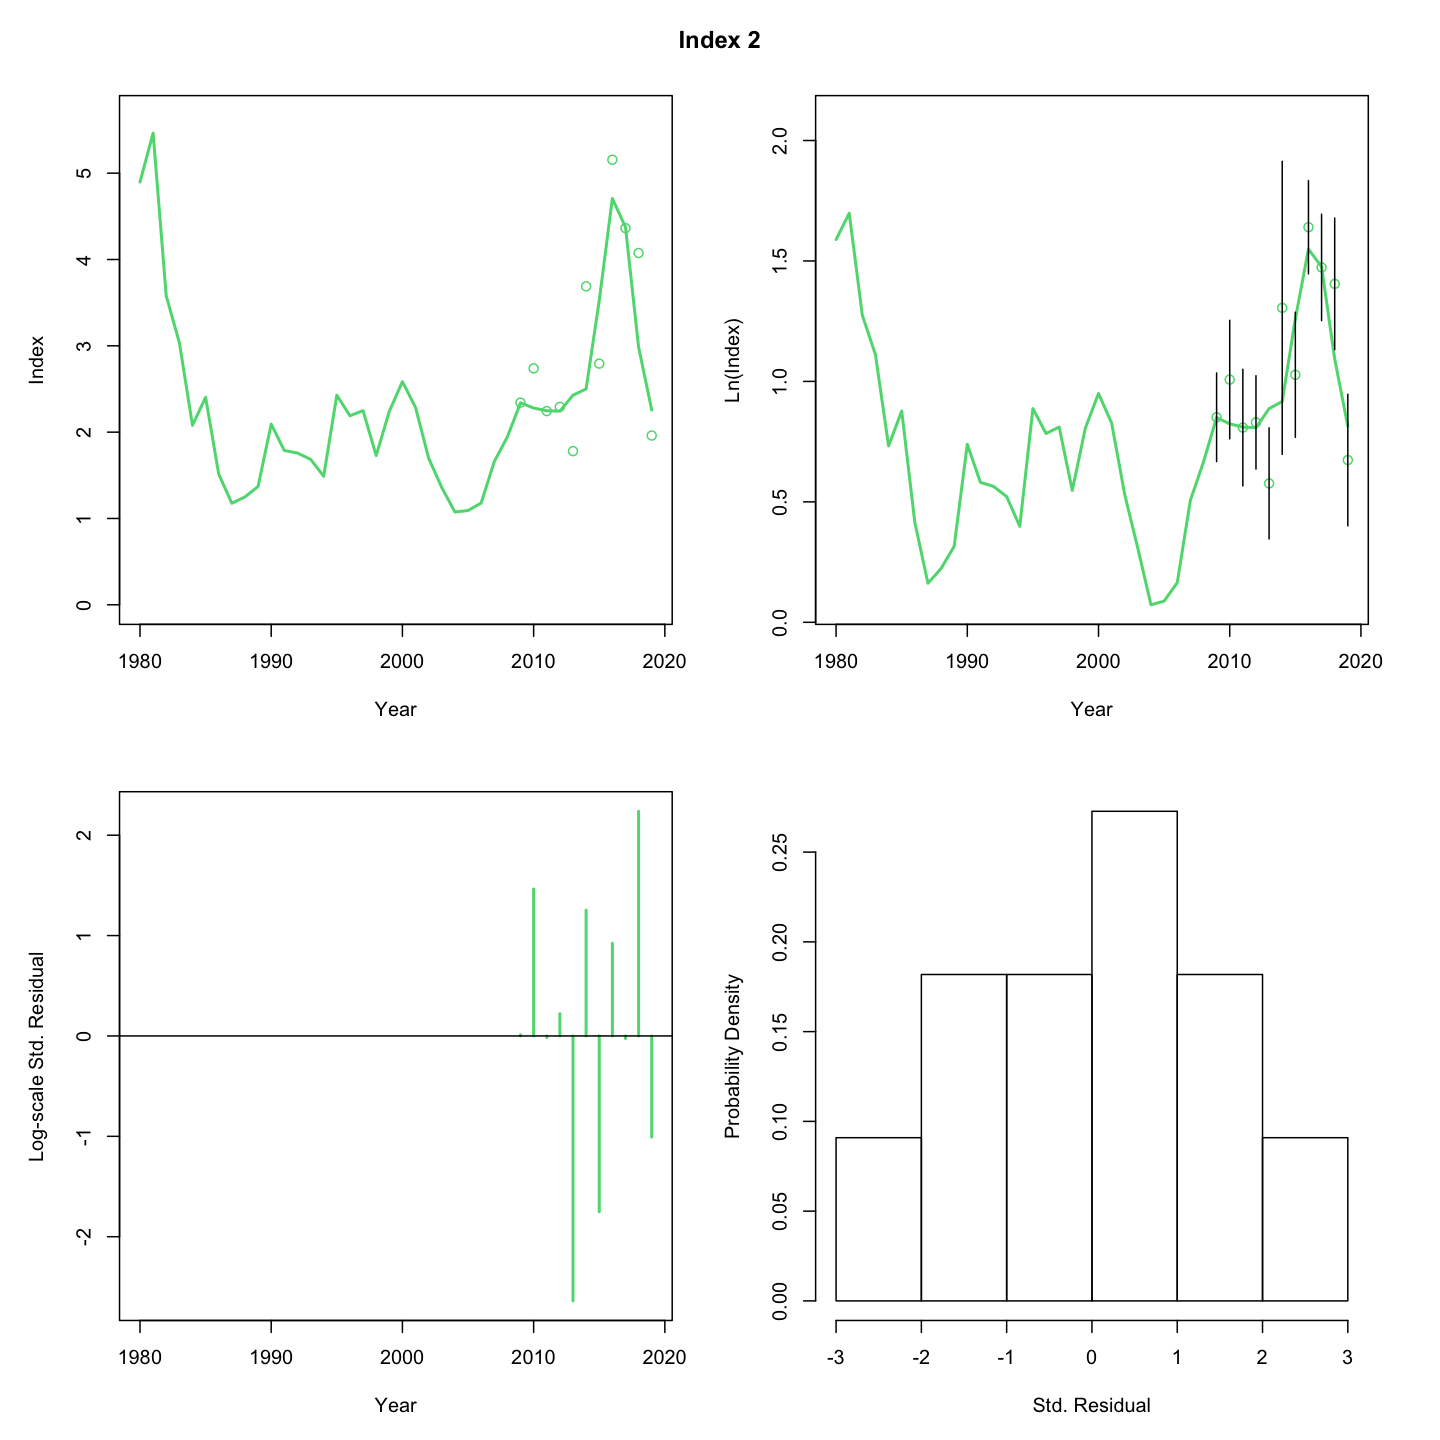 Index 2
Index
5
4
3
2
1
0
1980 1990 2000 2010 2020
Year
Ln(Index)
2.0
1.5
1.0
0.5
0.0
1980 1990 2000 2010 2020
Year
Log-scale Std. Residual
2
1
0
-1
-2
1980 1990 2000 2010 2020
Year
Probability Density
0.25
0.20
0.15
0.10
0.05
0.00
-3 -2 -1 0 1 2 3
Std. Residual